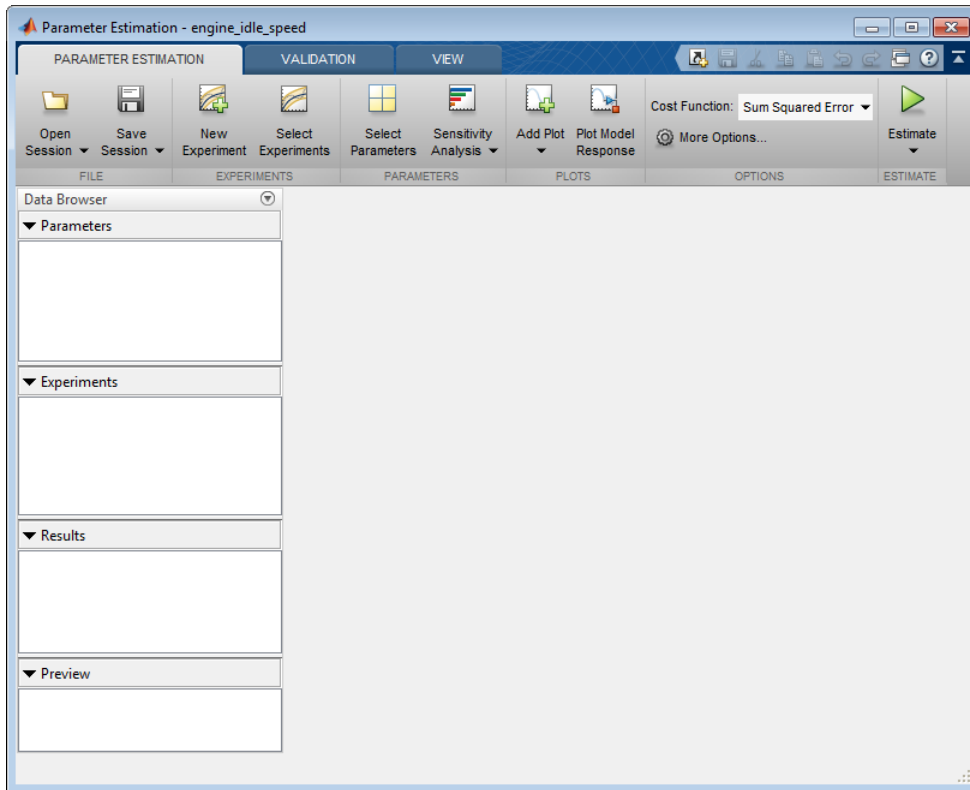 Parameter Estimation - engine_idle_speed
PARAMETER ESTIMATION VALIDATION VIEW
Open Session
Save Session
New Experiment
Select Experiments
Select Parameters
Sensitivity Analysis
Add Plot
Plot Model Response
Cost Function: Sum Squared Error
More Options...
Estimate
FILE EXPERIMENTS PARAMETERS PLOTS OPTIONS ESTIMATE
Data Browser
Parameters
Experiments
Results
Preview